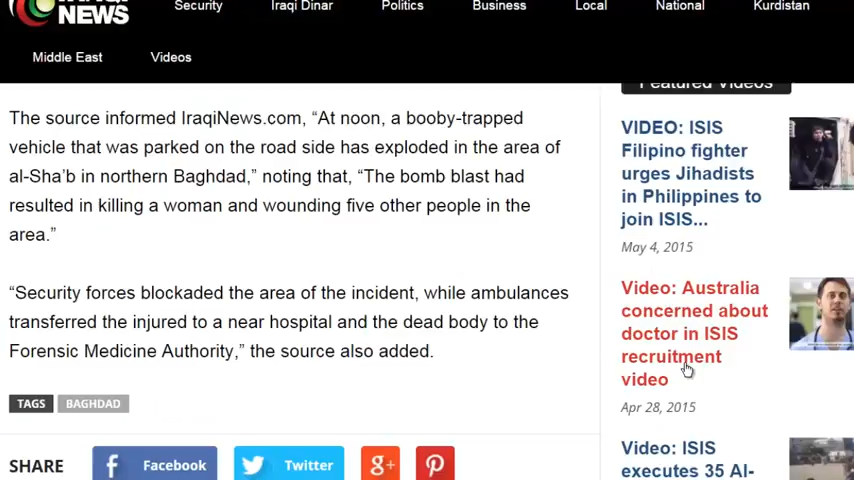 IRAQI
NEWS
Security
Iraqi Dinar
Politics
Business
Local
National
Kurdistan
Middle East
Videos
The source informed IraqiNews.com, “At noon, a booby-trapped
vehicle that was parked on the road side has exploded in the area of
al-Sha’b in northern Baghdad,” noting that, “The bomb blast had
resulted in killing a woman and wounding five other people in the
area.”
“Security forces blockaded the area of the incident, while ambulances
transferred the injured to a near hospital and the dead body to the
Forensic Medicine Authority,” the source also added.
TAGS
BAGHDAD
SHARE
Facebook
Twitter
g+
Featured Videos
VIDEO: ISIS
Filipino fighter
urges Jihadists
in Philippines to
join ISIS...
May 4, 2015
Video: Australia
concerned about
doctor in ISIS
recruitment
video
Apr 28, 2015
Video: ISIS
executes 35 Al-